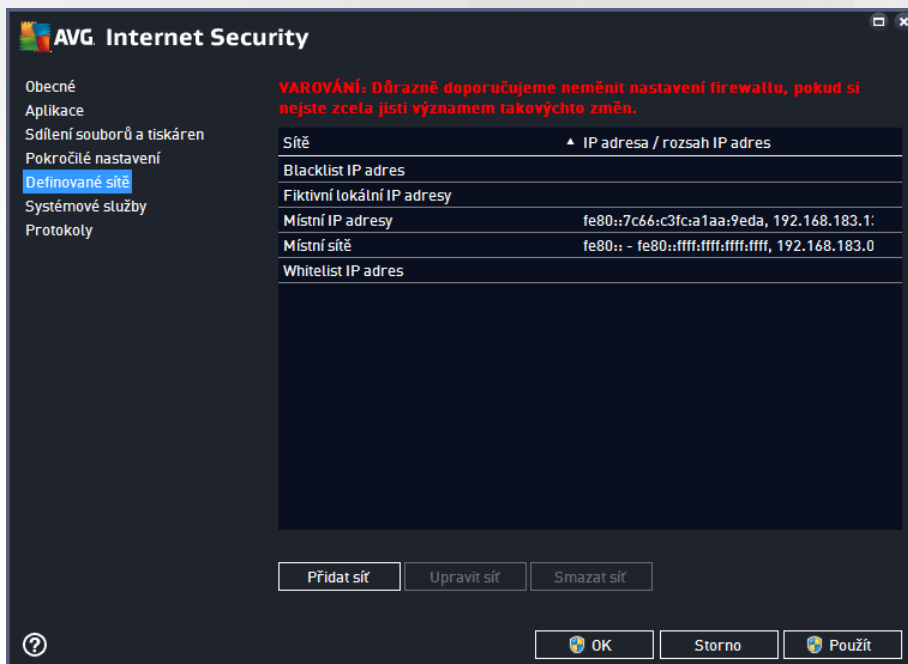 AVG Internet Security
Obecné
Aplikace
Sdílení souborů a tiskáren
Pokročilé nastavení
Definované sítě
Systémové služby
Protokoly
VAROVÁNÍ: Důrazně doporučujeme neměnit nastavení firewallu, pokud si
nejste zcela jisti významem takovýchto změn.
Sítě ▲ IP adresa / rozsah IP adres
Blacklist IP adres
Fiktivní lokální IP adresy
Místní IP adresy fe80::7c66:c3fc:a1aa:9eda, 192.168.183.1
Místní sítě fe80:: - fe80::ffff:ffff:ffff:ffff, 192.168.183.0
Whitelist IP adres
Přidat síť Upravit síť Smazat síť
? OK Storno Použít